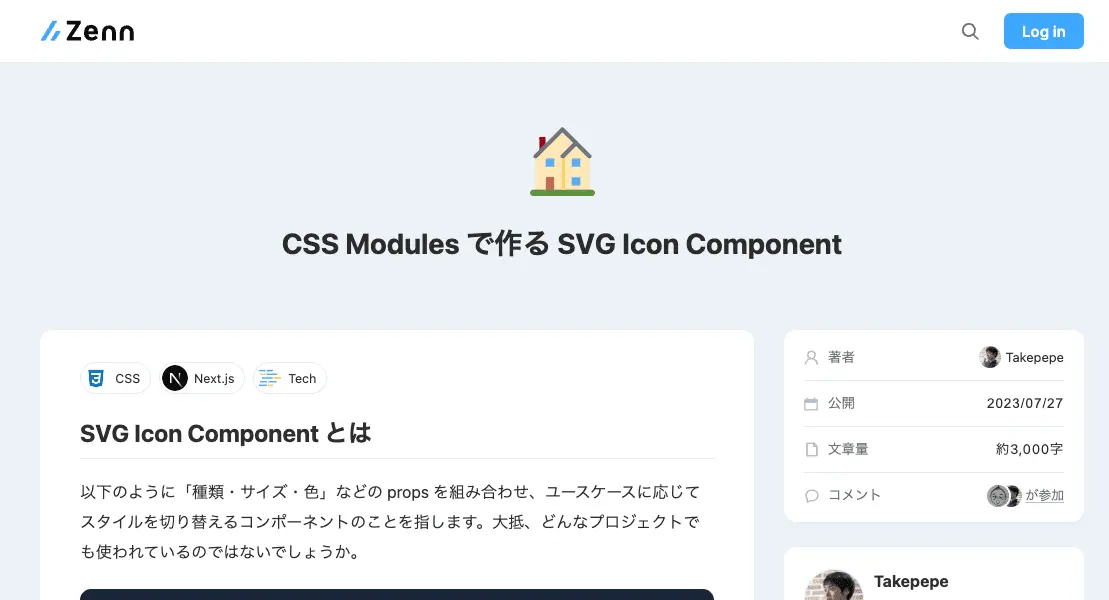 Zenn
Log in
CSS Modules で作る SVG Icon Component
CSS
Next.js
Tech
SVG Icon Component とは
以下のように「種類・サイズ・色」などの props を組み合わせ、ユースケースに応じて
スタイルを切り替えるコンポーネントのことを指します。大抵、どんなプロジェクトで
も使われているのではないでしょうか。
著者
Takepepe
公開
2023/07/27
文章量
約3,000字
コメント
が参加
Takepepe